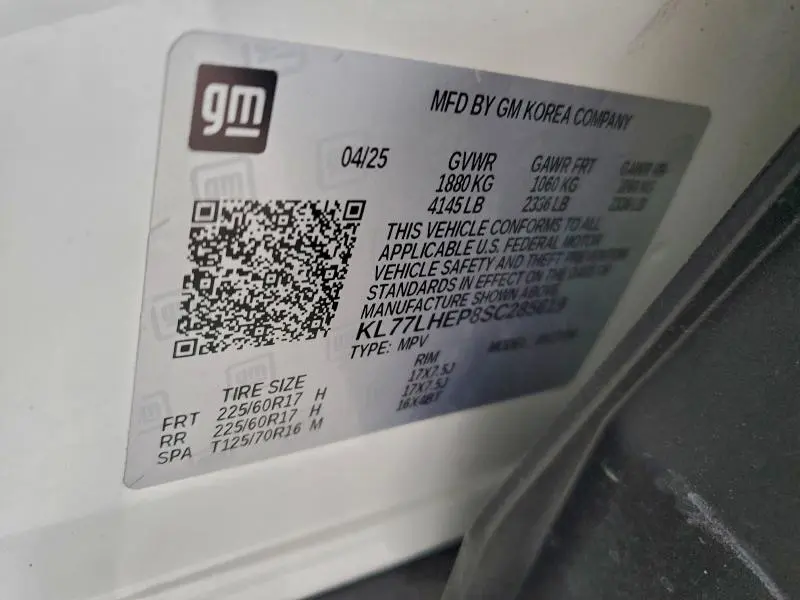 gm
MFD BY GM KOREA COMPANY
04/25 GVWR GAWR FRT GAWR RR
1880 KG 1060 KG
4145 LB 2336 LB
THIS VEHICLE CONFORMS TO ALL
APPLICABLE U.S. FEDERAL MOTOR
VEHICLE SAFETY AND THEFT PREVENTION
STANDARDS IN EFFECT ON THE DATE OF
MANUFACTURE SHOWN ABOVE.
TYPE: MPV MODEL:
TIRE SIZE RIM
FRT 225/60R17 H 17X7.5J
RR 225/60R17 H 17X7.5J
SPA T125/70R16 M 16X4BT